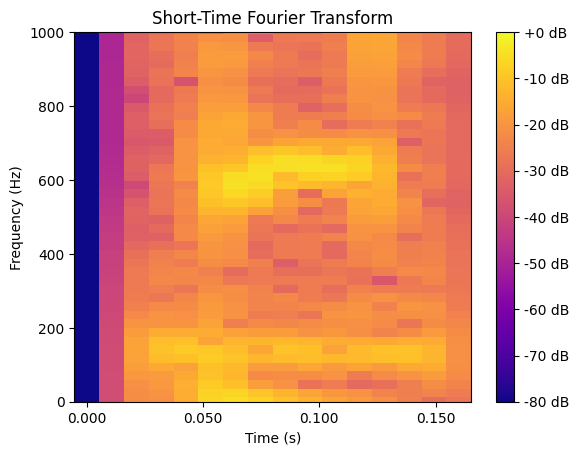 Short-Time Fourier Transform
1000
800
600
400
200
0
Frequency (Hz)
0.000
0.050
0.100
0.150
Time (s)
+0 dB
-10 dB
-20 dB
-30 dB
-40 dB
-50 dB
-60 dB
-70 dB
-80 dB